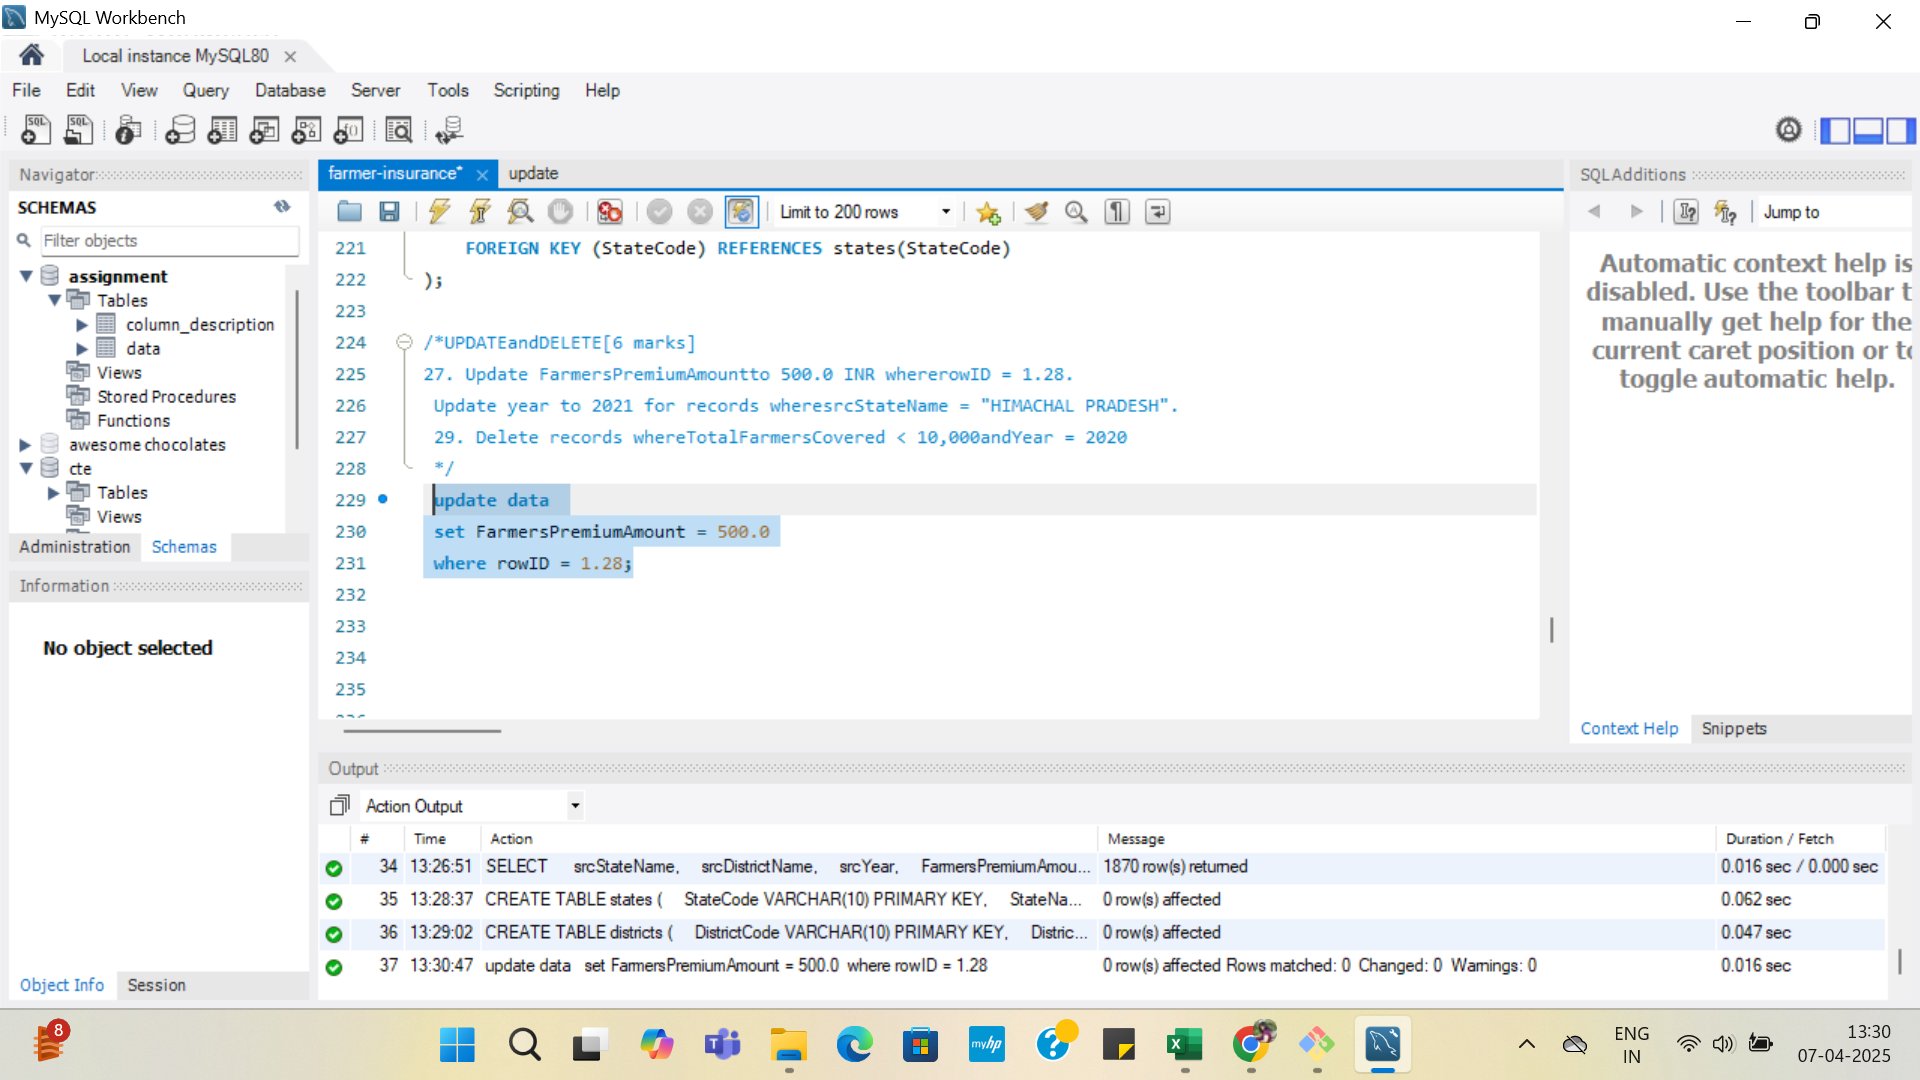 MySQL Workbench
Local instance MySQL80
File Edit View Query Database Server Tools Scripting Help
Navigator
SCHEMAS
Filter objects
assignment
Tables
column_description
data
Views
Stored Procedures
Functions
awesome chocolates
cte
Tables
Views
Administration Schemas
Information
No object selected
Object Info Session
farmer-insurance* update
Limit to 200 rows
221 FOREIGN KEY (StateCode) REFERENCES states(StateCode)
222 );
223
224 /*UPDATEandDELETE[6 marks]
225 27. Update FarmersPremiumAmountto 500.0 INR whererowID = 1.28.
226 Update year to 2021 for records wheresrcStateName = "HIMACHAL PRADESH".
227 29. Delete records whereTotalFarmersCovered < 10,000andYear = 2020
228 */
229 update data
230 set FarmersPremiumAmount = 500.0
231 where rowID = 1.28;
232
233
234
235
SQLAdditions
Jump to
Automatic context help is
disabled. Use the toolbar t
manually get help for the
current caret position or to
toggle automatic help.
Context Help Snippets
Output
Action Output
# Time Action Message Duration / Fetch
34 13:26:51 SELECT srcStateName, srcDistrictName, srcYear, FarmersPremiumAmou... 1870 row(s) returned 0.016 sec / 0.000 sec
35 13:28:37 CREATE TABLE states ( StateCode VARCHAR(10) PRIMARY KEY, StateNa... 0 row(s) affected 0.062 sec
36 13:29:02 CREATE TABLE districts ( DistrictCode VARCHAR(10) PRIMARY KEY, Distric... 0 row(s) affected 0.047 sec
37 13:30:47 update data set FarmersPremiumAmount = 500.0 where rowID = 1.28 0 row(s) affected Rows matched: 0 Changed: 0 Warnings: 0 0.016 sec
8
myhp
ENG
IN
13:30
07-04-2025